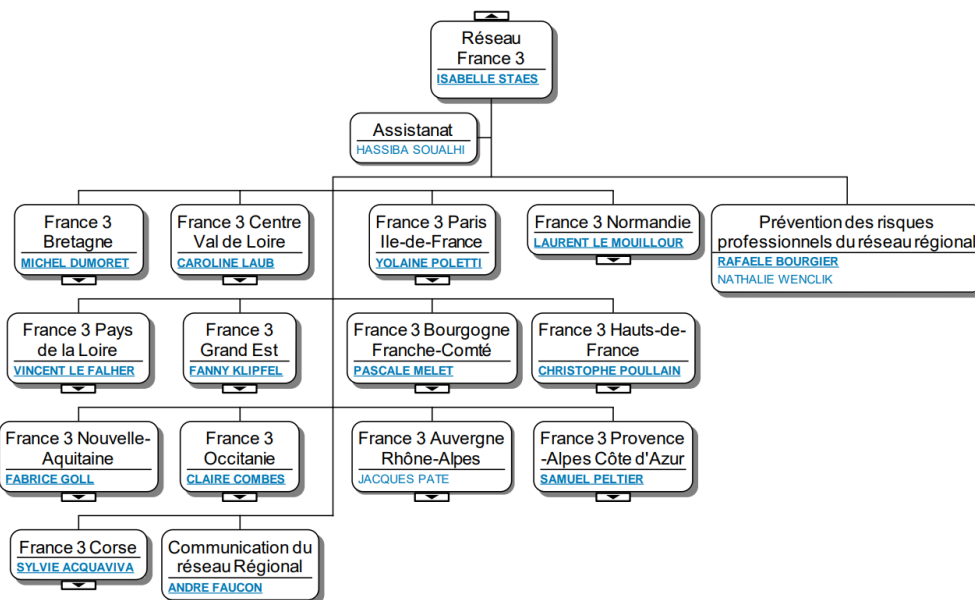 Réseau
France 3
ISABELLE STAES
Assistanat
HASSIBA SOUALHI
France 3
Bretagne
MICHEL DUMORET
France 3 Centre
Val de Loire
CAROLINE LAUB
France 3 Paris
Ile-de-France
YOLAINE POLETTI
France 3 Normandie
LAURENT LE MOUILLOUR
Prévention des risques
professionnels du réseau régional
RAFAELE BOURGIER
NATHALIE WENCLIK
France 3 Pays
de la Loire
VINCENT LE FALHER
France 3
Grand Est
FANNY KLIPFEL
France 3 Bourgogne
Franche-Comté
PASCALE MELET
France 3 Hauts-de-
France
CHRISTOPHE POULLAIN
France 3 Nouvelle-
Aquitaine
FABRICE GOLL
France 3
Occitanie
CLAIRE COMBES
France 3 Auvergne
Rhône-Alpes
JACQUES PATE
France 3 Provence
-Alpes Côte d'Azur
SAMUEL PELTIER
France 3 Corse
SYLVIE ACQUAVIVA
Communication du
réseau Régional
ANDRE FAUCON